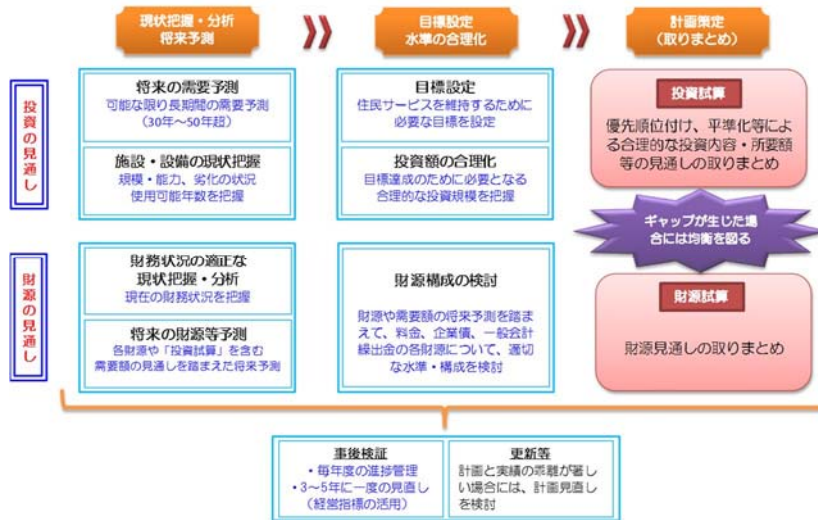 現状把握・分析
将来予測
目標設定
水準の合理化
計画策定
（取りまとめ）
投資の見通し
将来の需要予測
可能な限り長期間の需要予測
（30年～50年超）
施設・設備の現状把握
規模・能力、劣化の状況
使用可能年数を把握
目標設定
住民サービスを維持するために
必要な目標を設定
投資額の合理化
目標達成のために必要となる
合理的な投資規模を把握
投資試算
優先順位付け、平準化等によ
る合理的な投資内容・所要額
等の見通しの取りまとめ
ギャップが生じた場
合には均衡を図る
財源の見通し
財務状況の適正な
現状把握・分析
現在の財務状況を把握
将来の財源等予測
各財源や「投資試算」を含む
需要額の見通しを踏まえた将来予測
財源構成の検討
財源や需要額の将来予測を踏ま
えて、料金、企業債、一般会計
繰出金の各財源について、適切
な水準・構成を検討
財源試算
財源見通しの取りまとめ
事後検証
・毎年度の進捗管理
・3～5年に一度の見直し
（経営指標の活用）
更新等
計画と実績の乖離が著し
い場合には、計画見直し
を検討